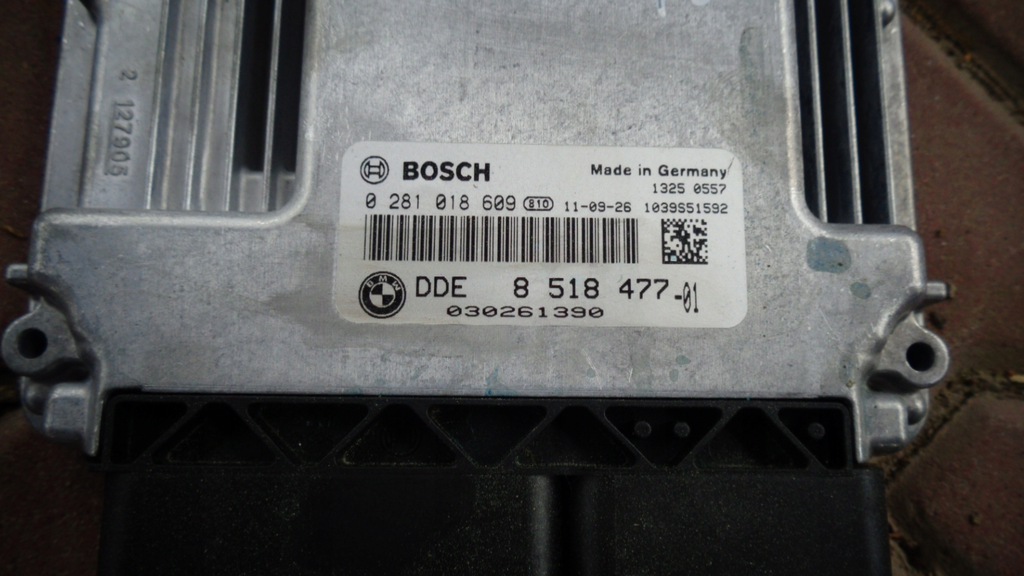 2 127905
BOSCH
Made in Germany
1325 0557
0 281 018 609 810 11-09-26 1039S51592
BMW DDE 8 518 477-01
030261390